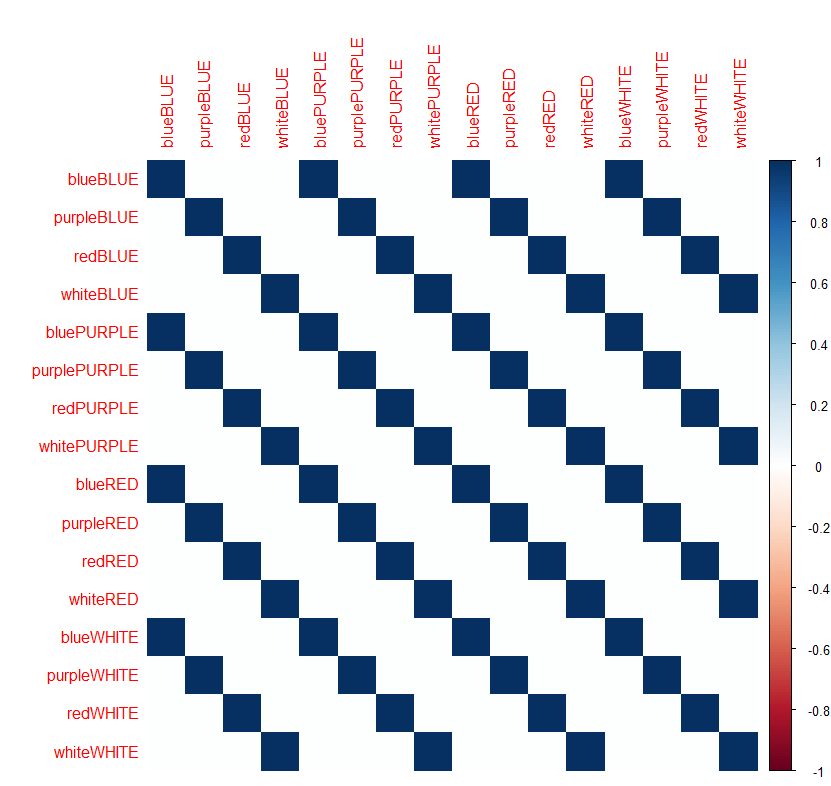 blueBLUE
purpleBLUE
redBLUE
whiteBLUE
bluePURPLE
purplePURPLE
redPURPLE
whitePURPLE
blueRED
purpleRED
redRED
whiteRED
blueWHITE
purpleWHITE
redWHITE
whiteWHITE
blueBLUE
purpleBLUE
redBLUE
whiteBLUE
bluePURPLE
purplePURPLE
redPURPLE
whitePURPLE
blueRED
purpleRED
redRED
whiteRED
blueWHITE
purpleWHITE
redWHITE
whiteWHITE
1
0.8
0.6
0.4
0.2
0
-0.2
-0.4
-0.6
-0.8
-1